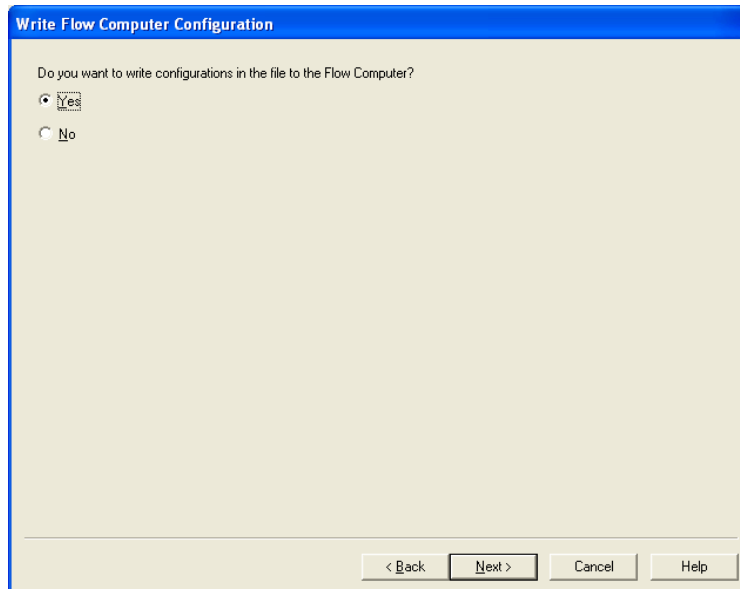 Write Flow Computer Configuration
Do you want to write configurations in the file to the Flow Computer?
Yes
No
< Back Next > Cancel Help